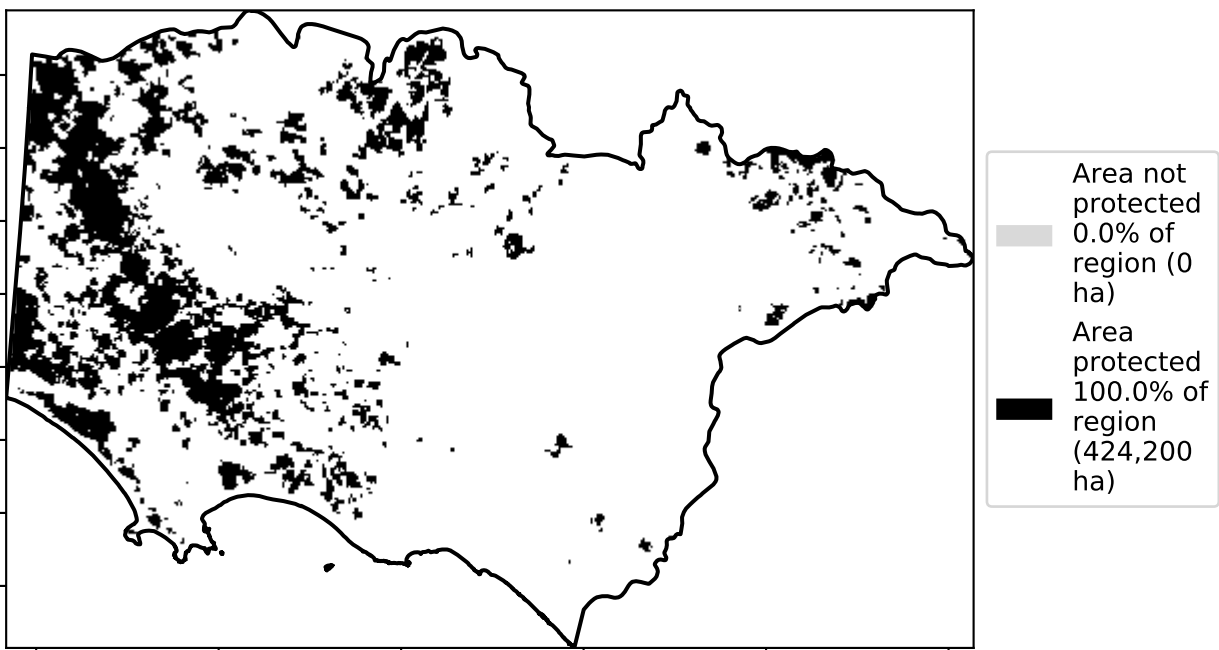 Area not
protected
0.0% of
region (0
ha)
Area
protected
100.0% of
region
(424,200
ha)